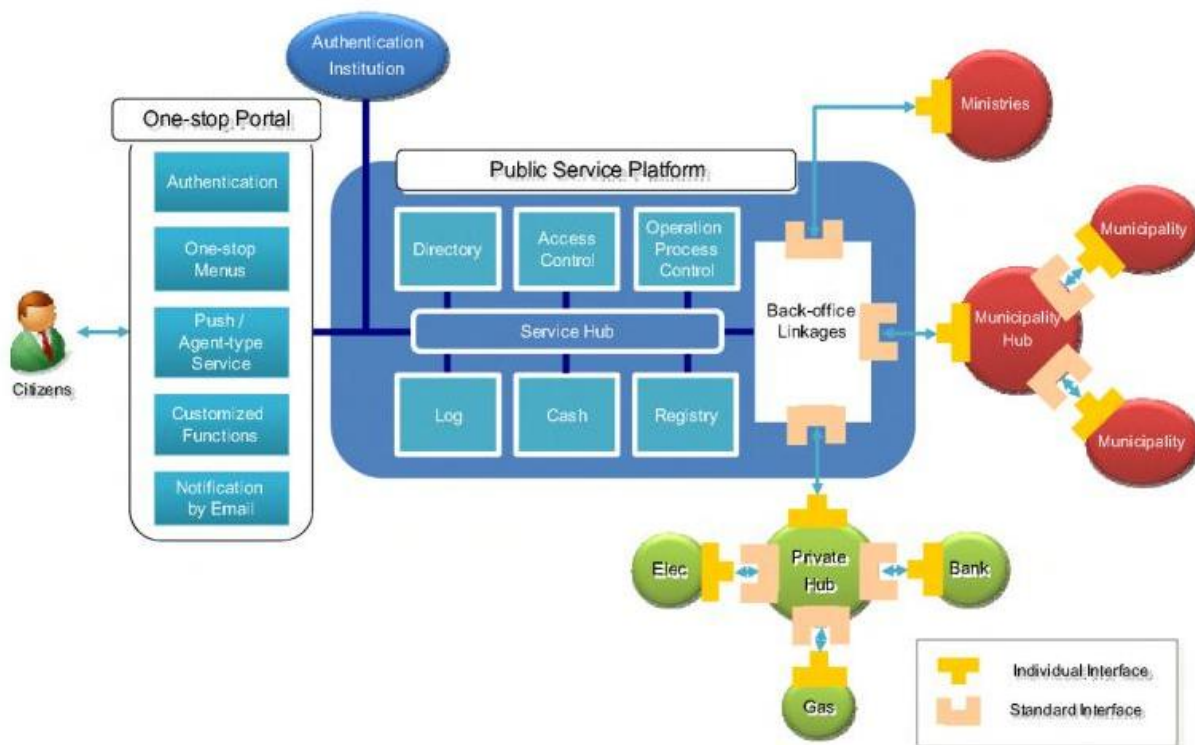 Authentication
Institution
One-stop Portal
Authentication
One-stop
Menus
Push /
Agent-type
Service
Customized
Functions
Notification
by Email
Citizens
Public Service Platform
Directory
Access
Control
Operation
Process
Control
Service Hub
Log
Cash
Registry
Back-office
Linkages
Ministries
Municipality
Municipality
Hub
Municipality
Elec
Private
Hub
Bank
Gas
Individual Interface
Standard Interface